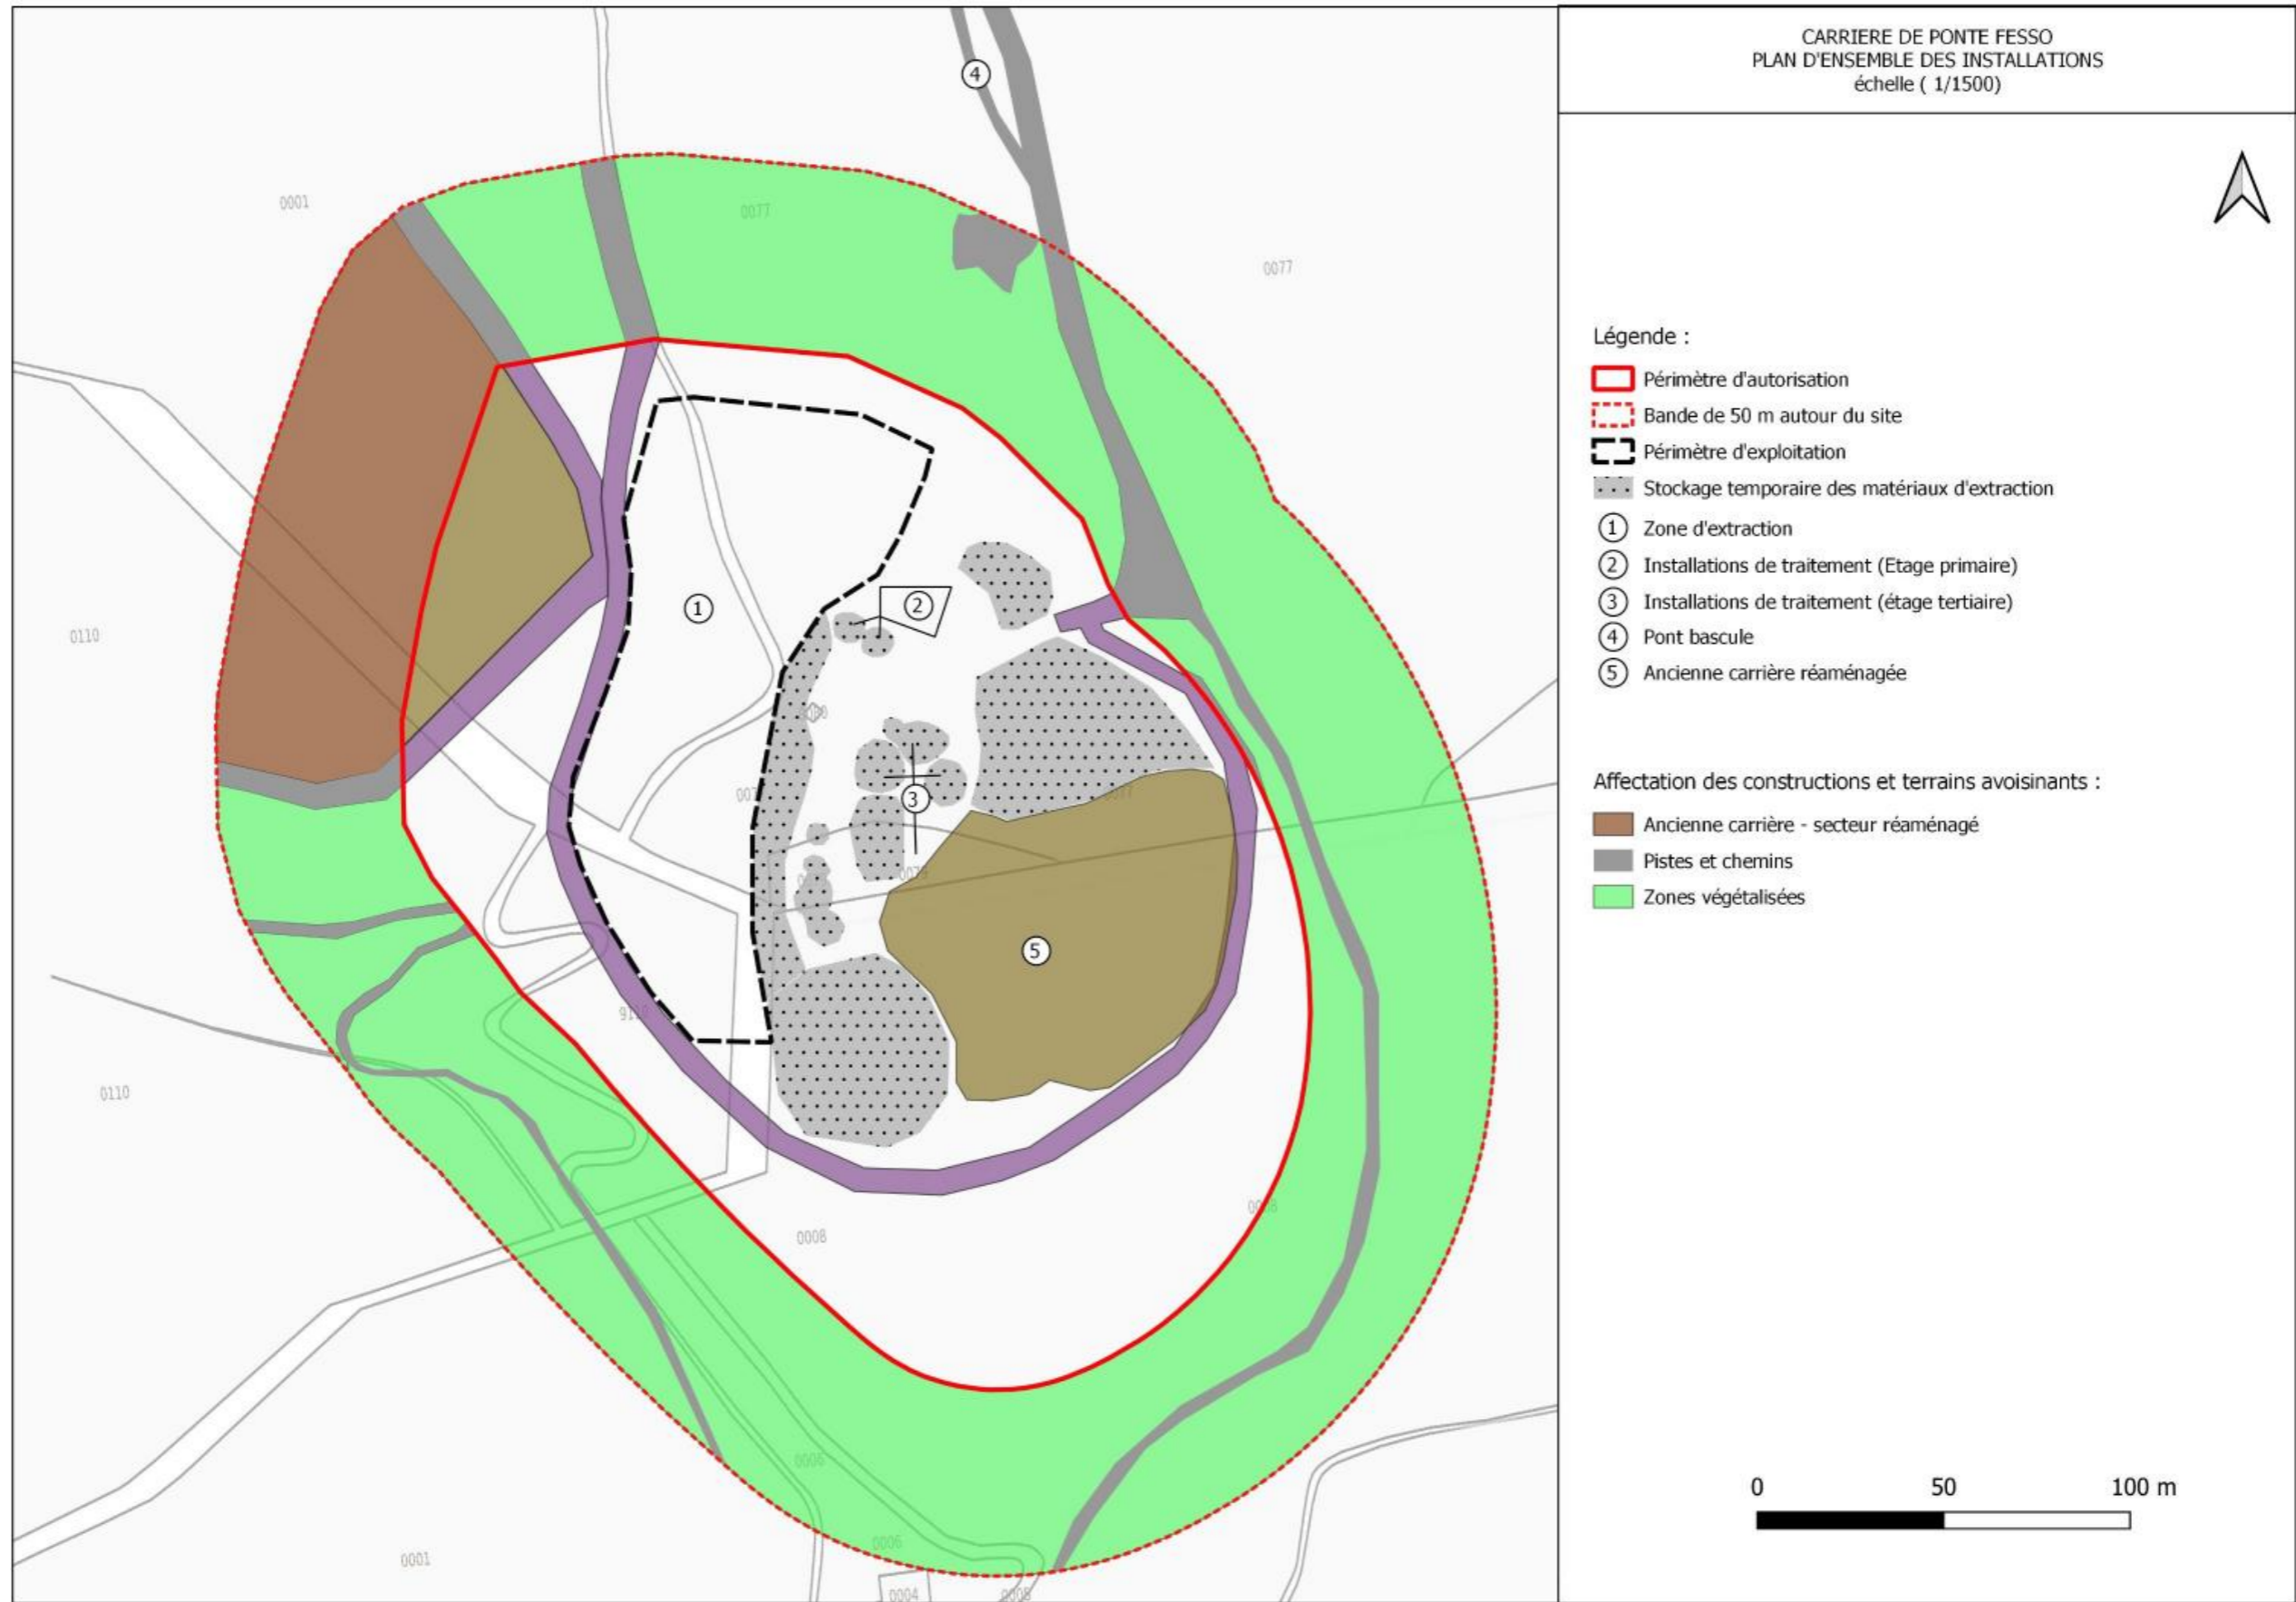 CARRIERE DE PONTE FESSO
PLAN D'ENSEMBLE DES INSTALLATIONS
échelle ( 1/1500)
4
0001
0077
0077
Légende :
Périmètre d'autorisation
Bande de 50 m autour du site
Périmètre d'exploitation
Stockage temporaire des matériaux d'extraction
1 Zone d'extraction
2 Installations de traitement (Etage primaire)
3 Installations de traitement (étage tertiaire)
4 Pont bascule
5 Ancienne carrière réaménagée
1
2
0110
3
5
Affectation des constructions et terrains avoisinants :
Ancienne carrière - secteur réaménagé
Pistes et chemins
Zones végétalisées
0110
0008
0006
0001
0006
0004
0 50 100 m